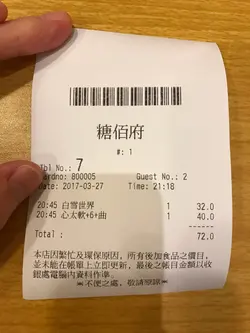 糖佰府
#: 1
Tbl No.: 7
ardno: 800005 Guest No.: 2
Date: 2017-03-27 Time: 21:18
20:45 白雪世界 1 32.0
20:45 心太軟+6+曲 1 40.0
Total : 72.0
本店因繁忙及環保原因，所有後加食品之價目，
並未能在帳單上立即更新，最後之帳目金額以收
銀處電腦內資料作準。
不便之處，敬請原諒